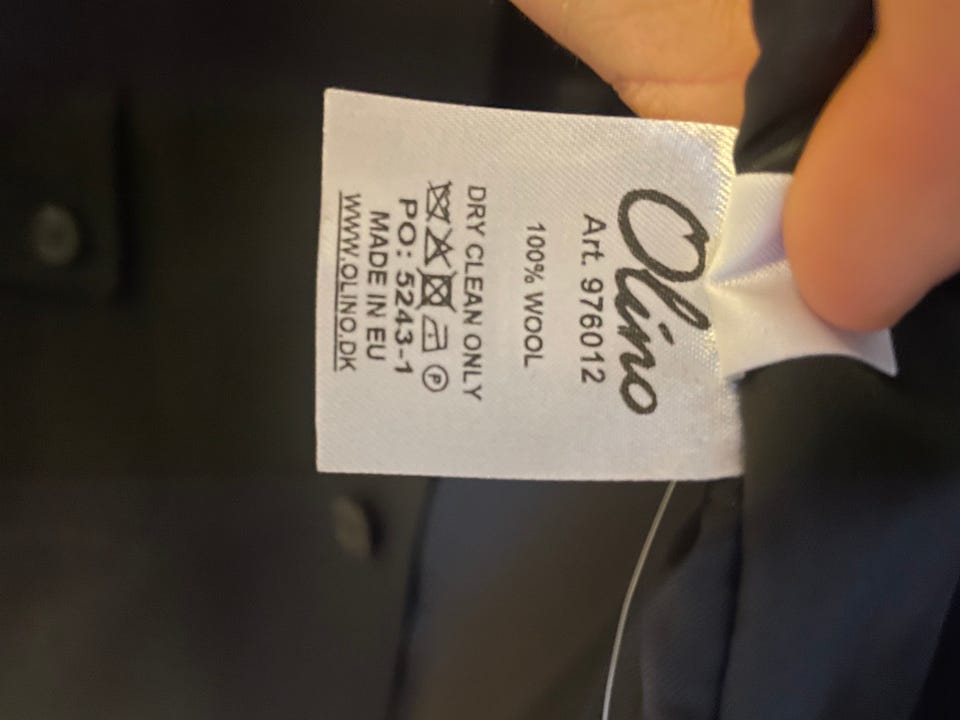 Olino
Art. 976012
100% WOOL
DRY CLEAN ONLY
P
PO: 5243-1
MADE IN EU
WWW.OLINO.DK